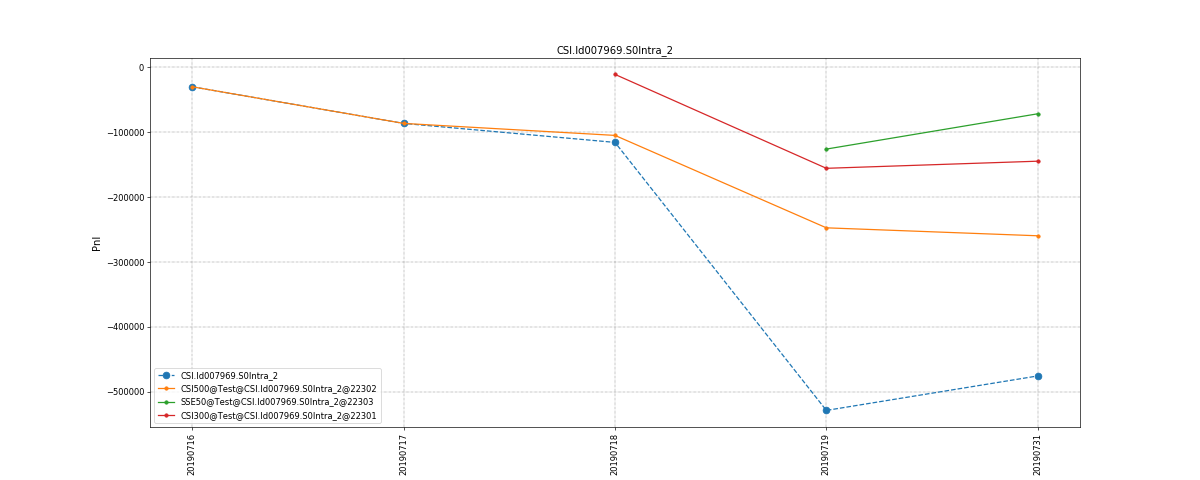 CSI.Id007969.S0Intra_2
0
−100000
−200000
−300000
−400000
−500000
Pnl
CSI.Id007969.S0Intra_2
CSI500@Test@CSI.Id007969.S0Intra_2@22302
SSE50@Test@CSI.Id007969.S0Intra_2@22303
CSI300@Test@CSI.Id007969.S0Intra_2@22301
20190716
20190717
20190718
20190719
20190731